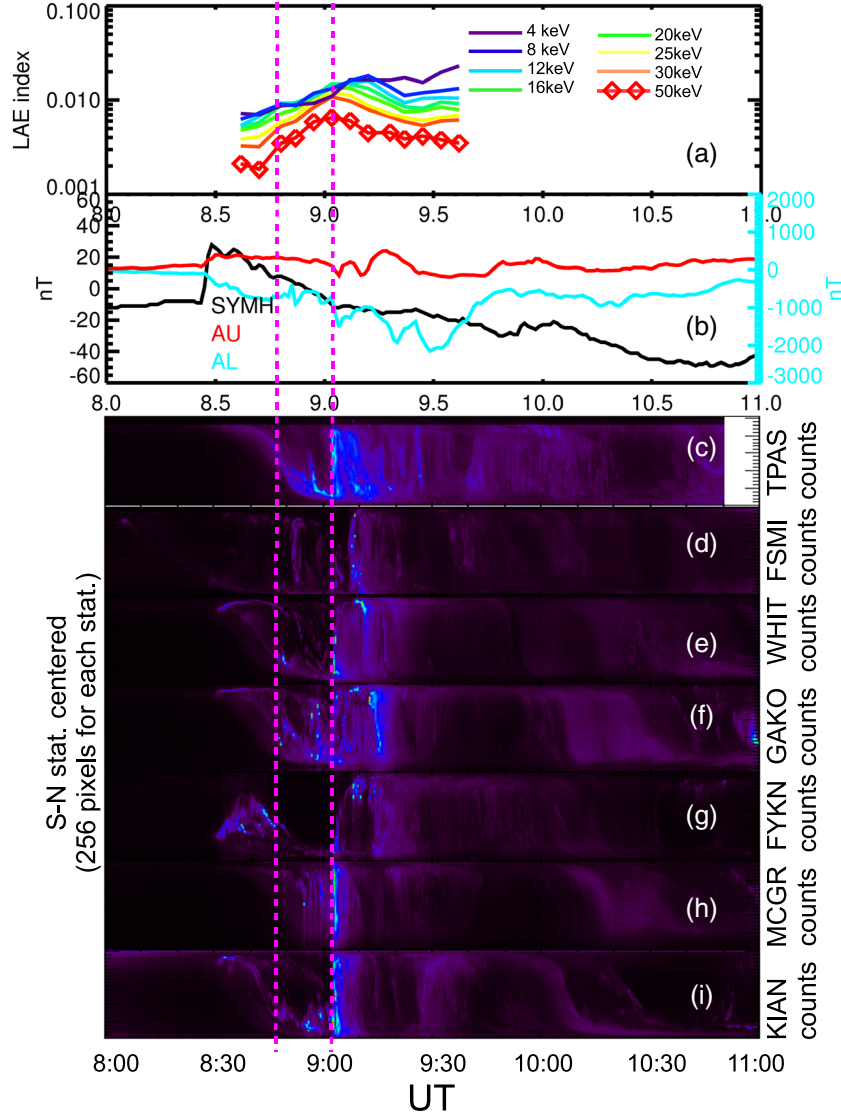 0.100
0.010
0.001
LAE index
4 keV
8 keV
12keV
16keV
20keV
25keV
30keV
50keV
(a)
8.0 8.5 9.0 9.5 10.0 10.5 11.0
60
40
20
0
-20
-40
-60
nT
SYMH
AU
AL
(b)
2000
1000
0
-1000
-2000
-3000
nT
8.0 8.5 9.0 9.5 10.0 10.5 11.0
(c)
TPAS
counts
(d)
FSMI
counts
(e)
WHIT
counts
(f)
GAKO
counts
(g)
FYKN
counts
(h)
MCGR
counts
(i)
KIAN
counts
S-N stat. centered
(256 pixels for each stat.)
8:00 8:30 9:00 9:30 10:00 10:30 11:00
UT